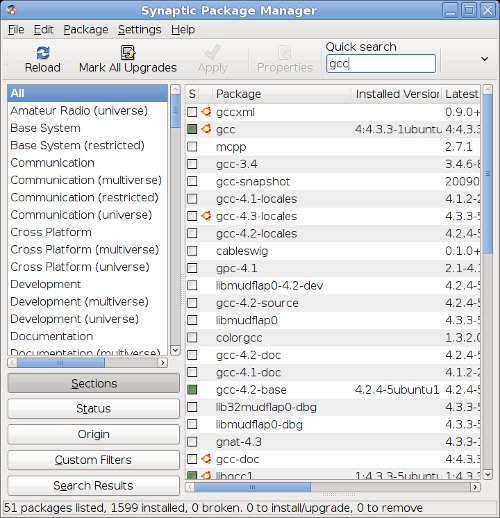 Synaptic Package Manager
File Edit Package Settings Help
Quick search
Reload Mark All Upgrades Apply Properties gcc
All
Amateur Radio (universe)
Base System
Base System (restricted)
Communication
Communication (multiverse)
Communication (restricted)
Communication (universe)
Cross Platform
Cross Platform (multiverse)
Cross Platform (universe)
Development
Development (multiverse)
Development (universe)
Documentation
Documentation (multiverse)
Sections
Status
Origin
Custom Filters
Search Results
S Package Installed Version Latest
gccxml 0.9.0+
gcc 4:4.3.3-1ubuntu 4:4.3.3
mcpp 2.7.1
gcc-3.4 3.4.6-8
gcc-snapshot 20090
gcc-4.1-locales 4.1.2-2
gcc-4.3-locales 4.3.3-5
gcc-4.2-locales 4.2.4-5
cableswig 0.1.0+
gpc-4.1 2.1-4.1
libmudflap0-4.2-dev 4.2.4-5
gcc-4.2-source 4.2.4-5
libmudflap0 4.3.3-5
colorgcc 1.3.2.0
gcc-4.2-doc 4.2.4-5
gcc-4.1-doc 4.1.2-
gcc-4.2-base 4.2.4-5ubuntu1 4.2.4-5
lib32mudflap0-dbg 4.3.3-5
libmudflap0-dbg 4.3.3-5
gnat-4.3 4.3.3-1
gcc-doc 4:4.3.3
libgcc1 1:4.3.3-5ubuntu 1:4.3.3
51 packages listed, 1599 installed, 0 broken. 0 to install/upgrade, 0 to remove